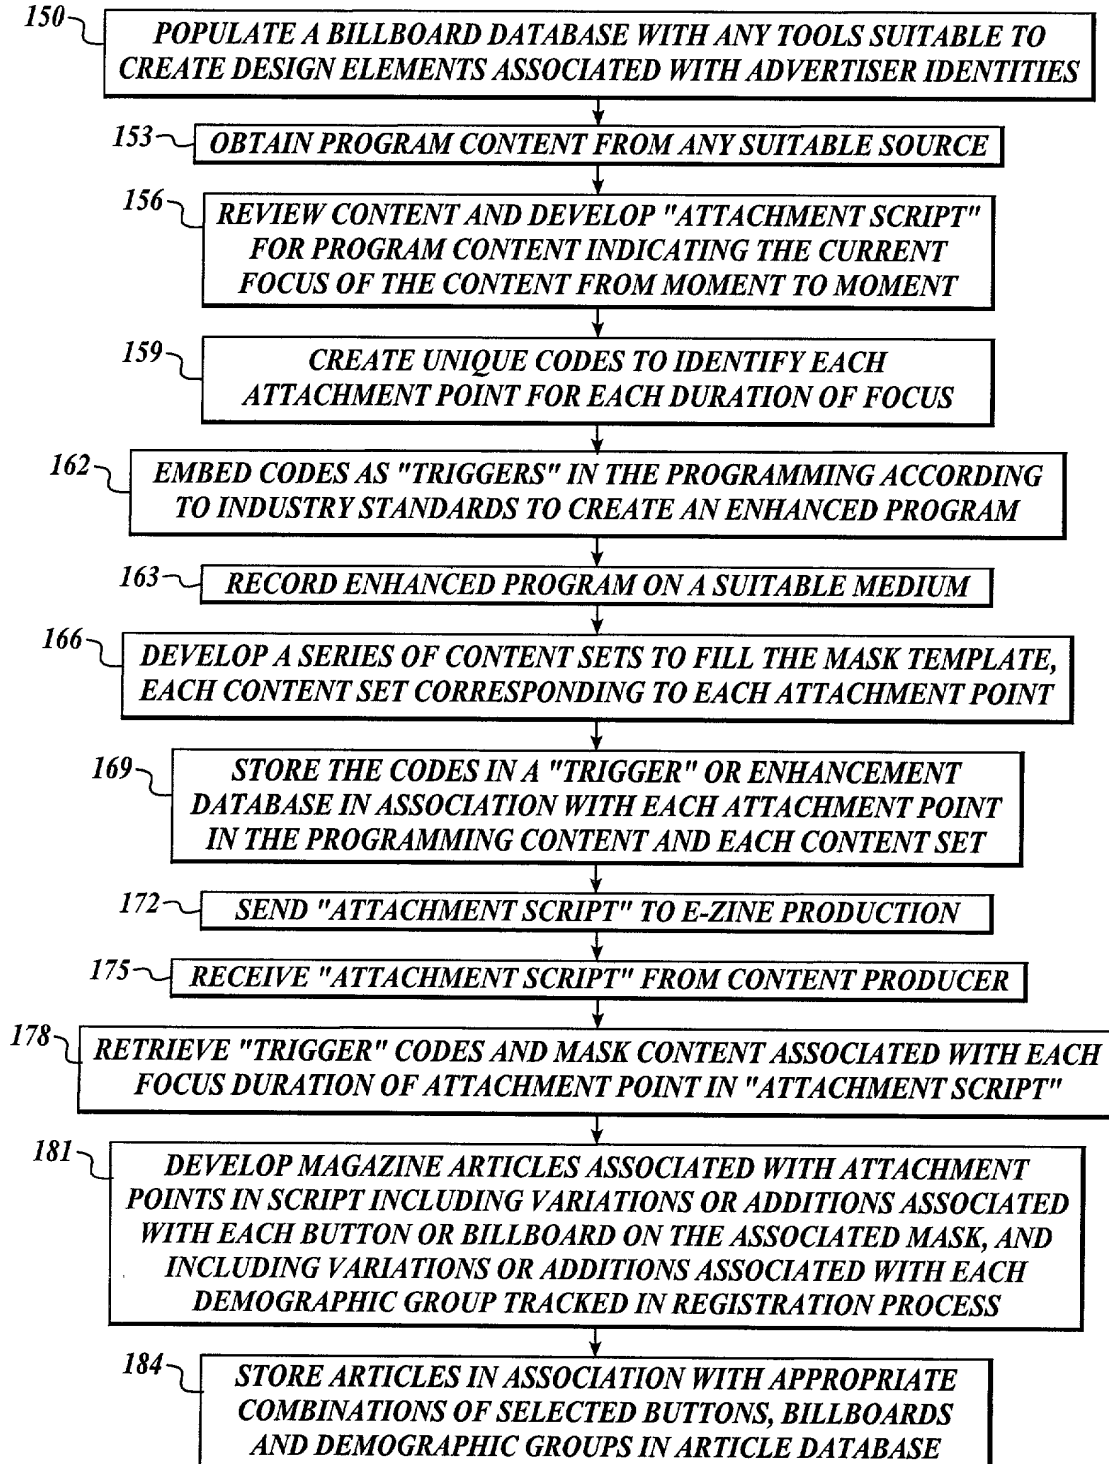 150
POPULATE A BILLBOARD DATABASE WITH ANY TOOLS SUITABLE TO
CREATE DESIGN ELEMENTS ASSOCIATED WITH ADVERTISER IDENTITIES
153
OBTAIN PROGRAM CONTENT FROM ANY SUITABLE SOURCE
156
REVIEW CONTENT AND DEVELOP "ATTACHMENT SCRIPT"
FOR PROGRAM CONTENT INDICATING THE CURRENT
FOCUS OF THE CONTENT FROM MOMENT TO MOMENT
159
CREATE UNIQUE CODES TO IDENTIFY EACH
ATTACHMENT POINT FOR EACH DURATION OF FOCUS
162
EMBED CODES AS "TRIGGERS" IN THE PROGRAMMING ACCORDING
TO INDUSTRY STANDARDS TO CREATE AN ENHANCED PROGRAM
163
RECORD ENHANCED PROGRAM ON A SUITABLE MEDIUM
166
DEVELOP A SERIES OF CONTENT SETS TO FILL THE MASK TEMPLATE,
EACH CONTENT SET CORRESPONDING TO EACH ATTACHMENT POINT
169
STORE THE CODES IN A "TRIGGER" OR ENHANCEMENT
DATABASE IN ASSOCIATION WITH EACH ATTACHMENT POINT
IN THE PROGRAMMING CONTENT AND EACH CONTENT SET
172
SEND "ATTACHMENT SCRIPT" TO E-ZINE PRODUCTION
175
RECEIVE "ATTACHMENT SCRIPT" FROM CONTENT PRODUCER
178
RETRIEVE "TRIGGER" CODES AND MASK CONTENT ASSOCIATED WITH EACH
FOCUS DURATION OF ATTACHMENT POINT IN "ATTACHMENT SCRIPT"
181
DEVELOP MAGAZINE ARTICLES ASSOCIATED WITH ATTACHMENT
POINTS IN SCRIPT INCLUDING VARIATIONS OR ADDITIONS ASSOCIATED
WITH EACH BUTTON OR BILLBOARD ON THE ASSOCIATED MASK, AND
INCLUDING VARIATIONS OR ADDITIONS ASSOCIATED WITH EACH
DEMOGRAPHIC GROUP TRACKED IN REGISTRATION PROCESS
184
STORE ARTICLES IN ASSOCIATION WITH APPROPRIATE
COMBINATIONS OF SELECTED BUTTONS, BILLBOARDS
AND DEMOGRAPHIC GROUPS IN ARTICLE DATABASE